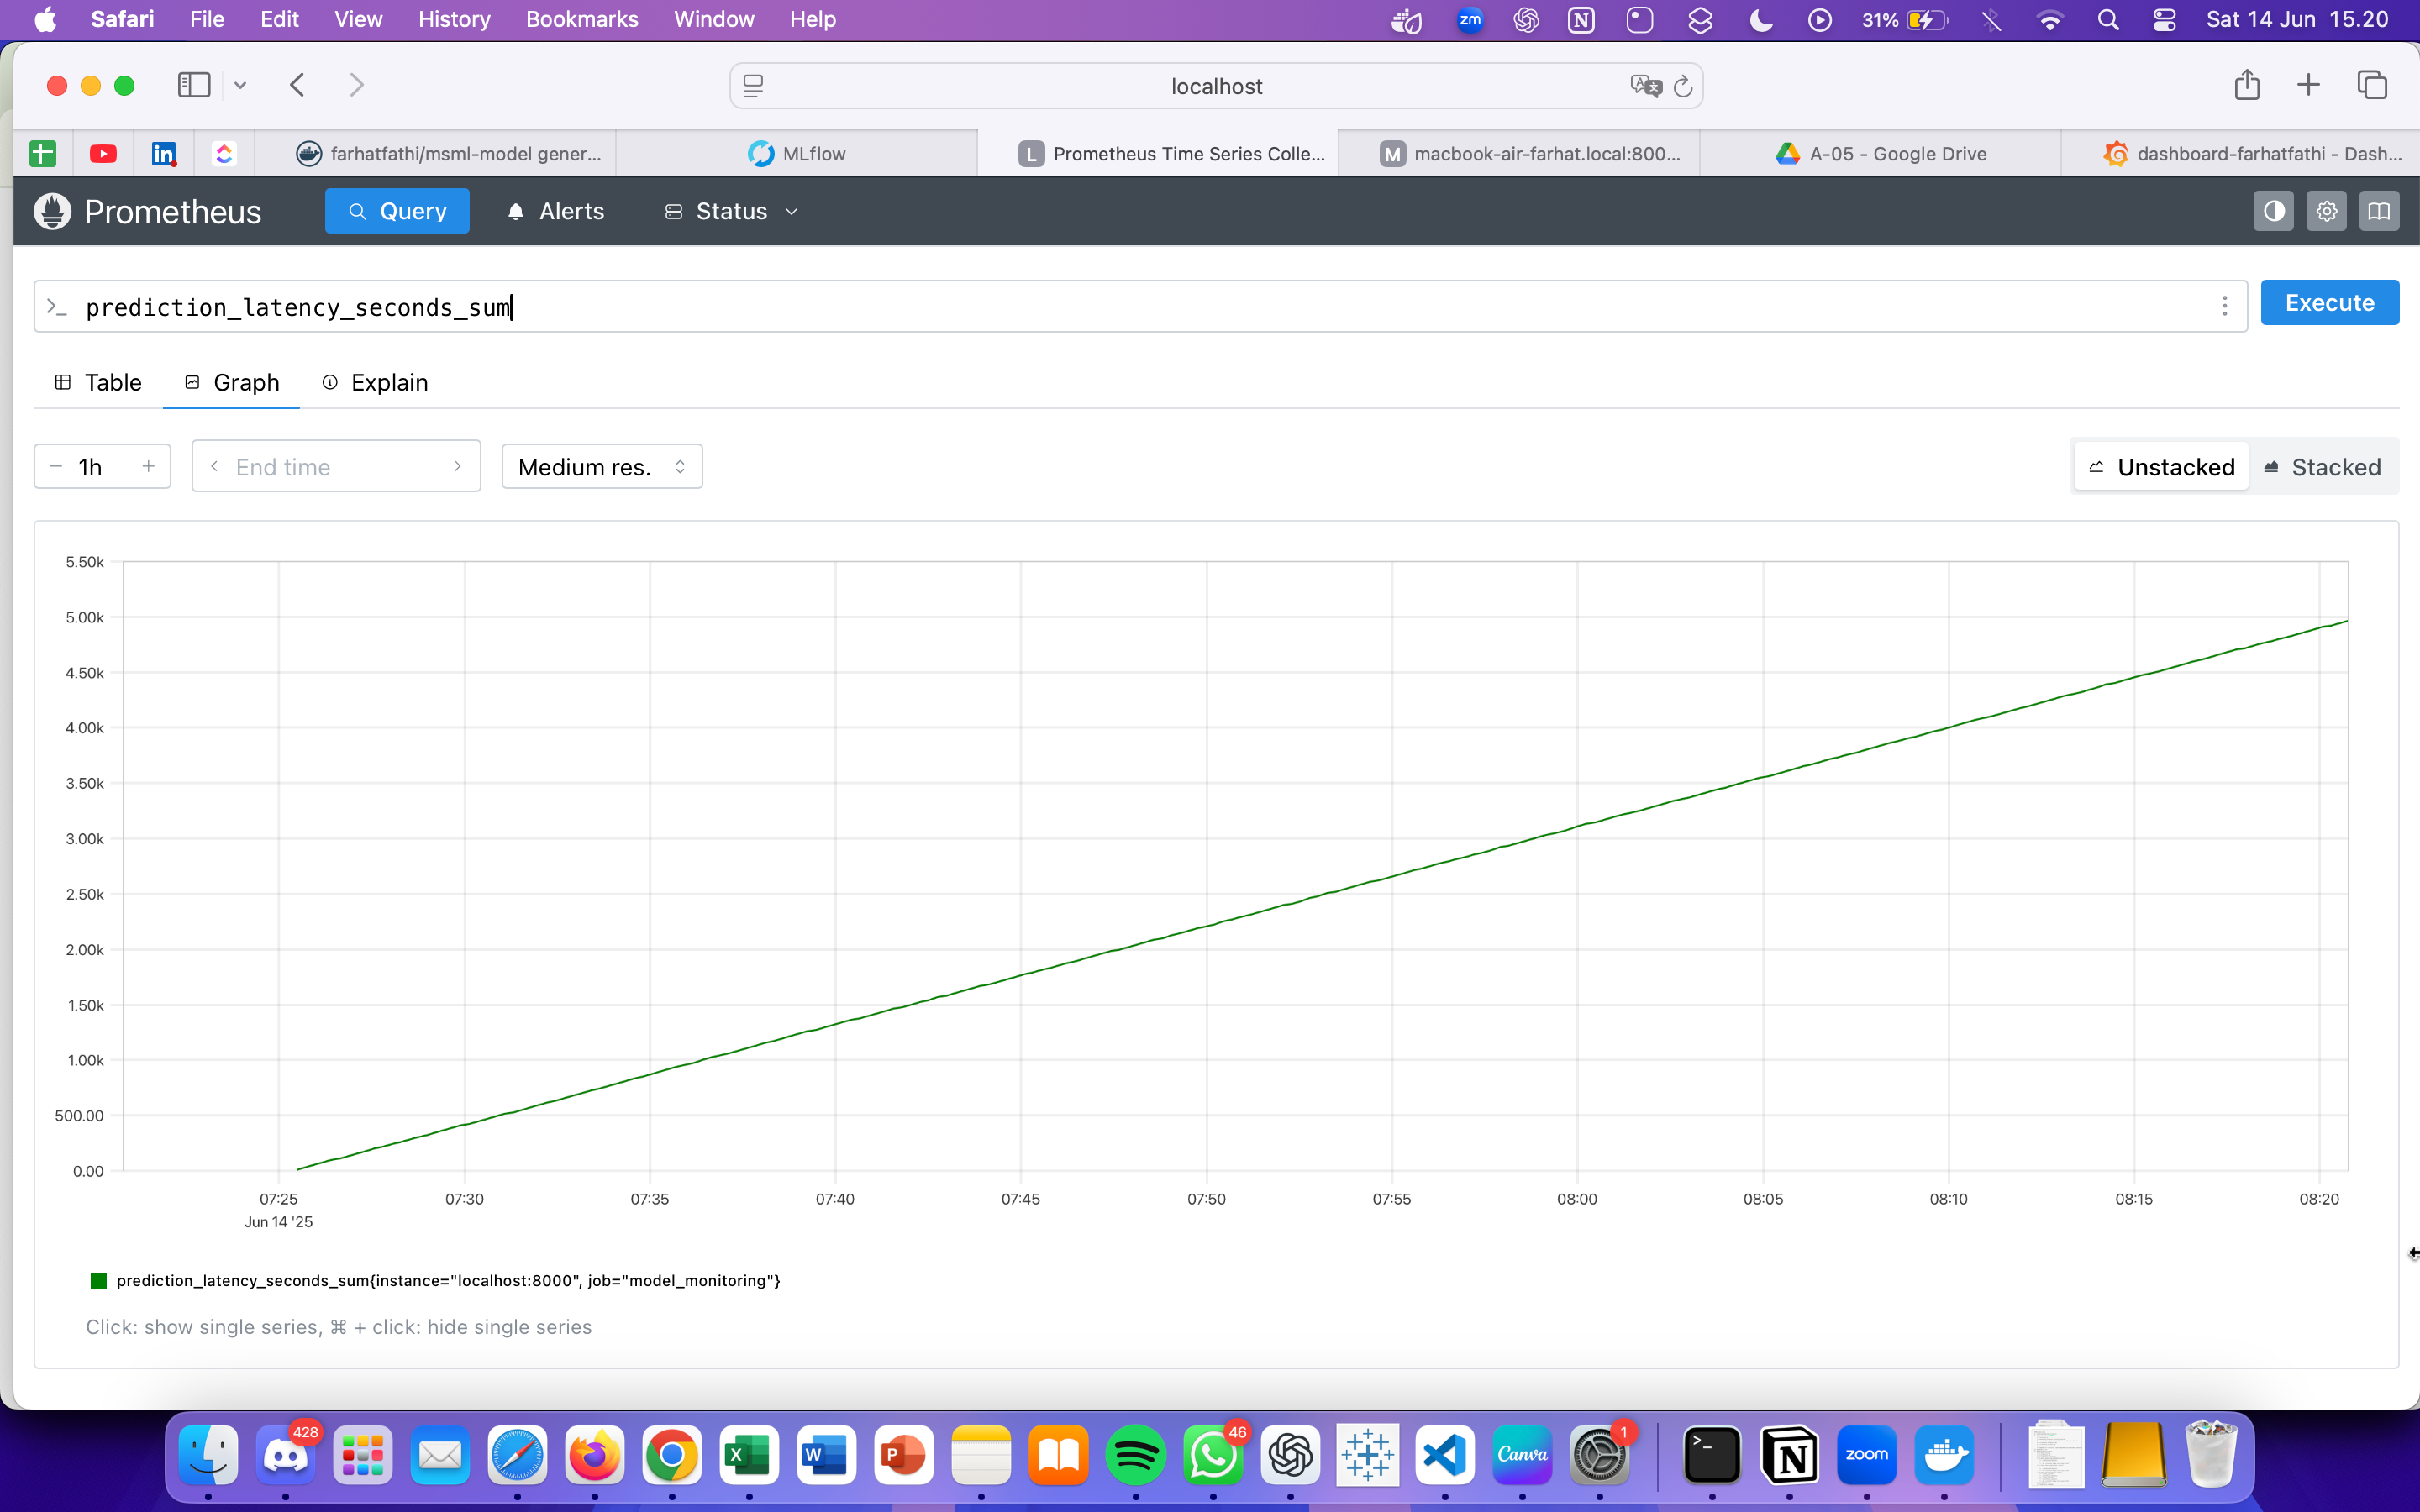 Safari File Edit View History Bookmarks Window Help zm 31% Sat 14 Jun 15.20
localhost
farhatfathi/msml-model gener... MLflow L Prometheus Time Series Colle... M macbook-air-farhat.local:800... A-05 - Google Drive dashboard-farhatfathi - Dash...
Prometheus Query Alerts Status
>_ prediction_latency_seconds_sum Execute
Table Graph Explain
− 1h + < End time > Medium res. Unstacked Stacked
5.50k
5.00k
4.50k
4.00k
3.50k
3.00k
2.50k
2.00k
1.50k
1.00k
500.00
0.00
07:25 07:30 07:35 07:40 07:45 07:50 07:55 08:00 08:05 08:10 08:15 08:20
Jun 14 '25
prediction_latency_seconds_sum{instance="localhost:8000", job="model_monitoring"}
Click: show single series, ⌘ + click: hide single series
428 46 Canva 1 zoom